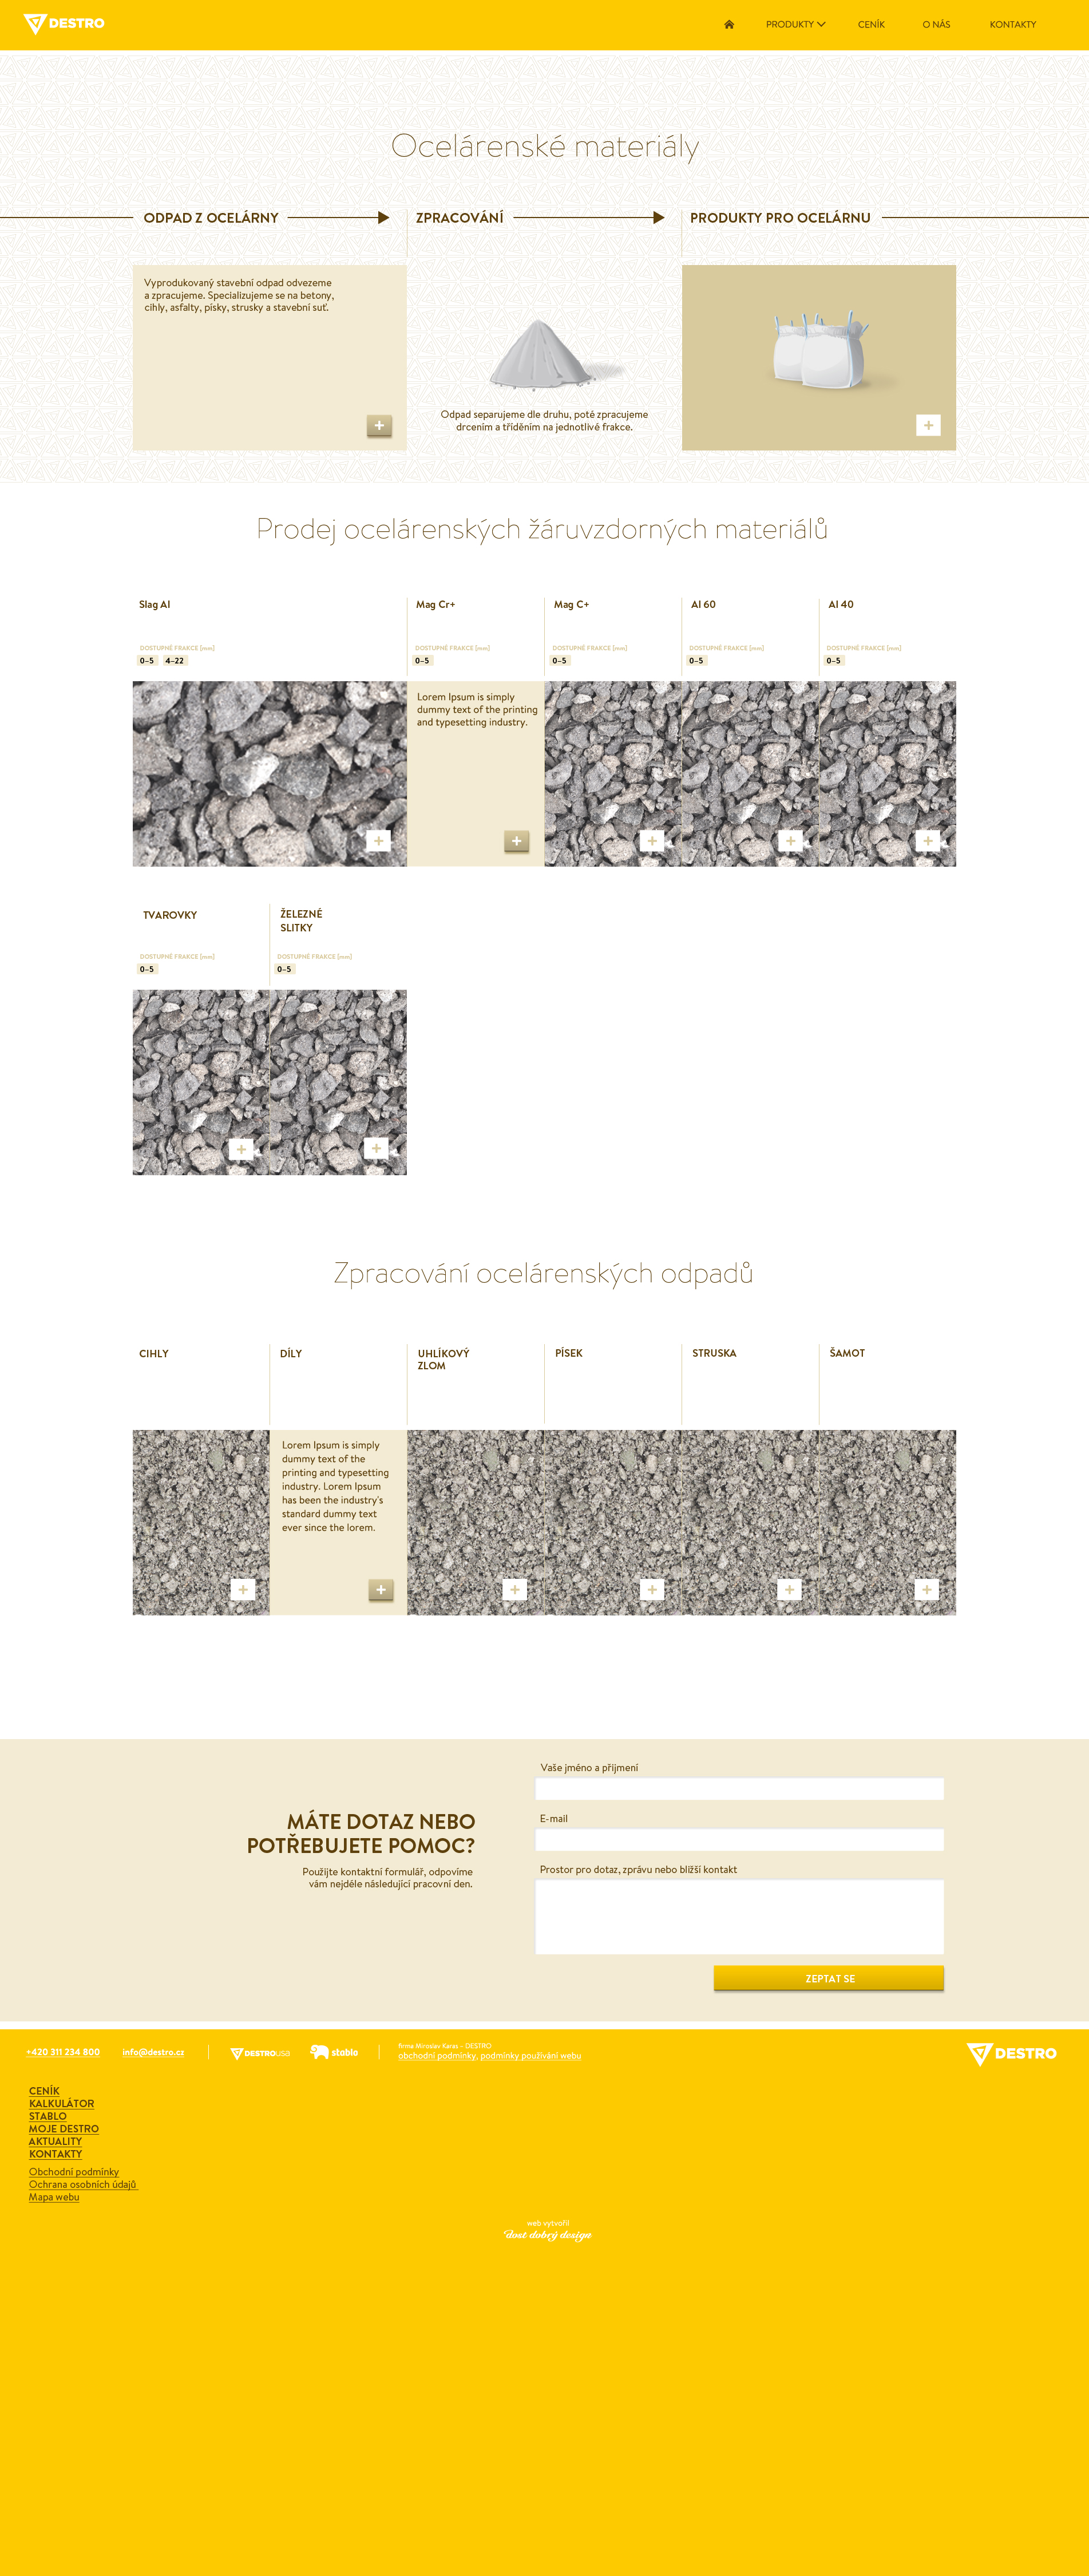 DESTRO
PRODUKTY
CENÍK
O NÁS
KONTAKTY
Ocelárenské materiály
ODPAD Z OCELÁRNY
ZPRACOVÁNÍ
PRODUKTY PRO OCELÁRNU
Vyprodukovaný stavební odpad odvezeme
a zpracujeme. Specializujeme se na betony,
cihly, asfalty, písky, strusky a stavební suť.
Odpad separujeme dle druhu, poté zpracujeme
drcením a tříděním na jednotlivé frakce.
Prodej ocelárenských žáruvzdorných materiálů
Slag Al
DOSTUPNÉ FRAKCE [mm]
0–5 4–22
Mag Cr+
DOSTUPNÉ FRAKCE [mm]
0–5
Mag C+
DOSTUPNÉ FRAKCE [mm]
0–5
Al 60
DOSTUPNÉ FRAKCE [mm]
0–5
Al 40
DOSTUPNÉ FRAKCE [mm]
0–5
Lorem Ipsum is simply
dummy text of the printing
and typesetting industry.
TVAROVKY
DOSTUPNÉ FRAKCE [mm]
0–5
ŽELEZNÉ
SLITKY
DOSTUPNÉ FRAKCE [mm]
0–5
Zpracování ocelárenských odpadů
CIHLY
DÍLY
UHLÍKOVÝ
ZLOM
PÍSEK
STRUSKA
ŠAMOT
Lorem Ipsum is simply
dummy text of the
printing and typesetting
industry. Lorem Ipsum
has been the industry's
standard dummy text
ever since the lorem.
MÁTE DOTAZ NEBO
POTŘEBUJETE POMOC?
Použijte kontaktní formulář, odpovíme
vám nejdéle následující pracovní den.
Vaše jméno a přijmení
E-mail
Prostor pro dotaz, zprávu nebo bližší kontakt
ZEPTAT SE
+420 311 234 800
info@destro.cz
DESTRO USA
stablo
firma Miroslav Karas – DESTRO
obchodní podmínky, podmínky používání webu
DESTRO
CENÍK
KALKULÁTOR
STABLO
MOJE DESTRO
AKTUALITY
KONTAKTY
Obchodní podmínky
Ochrana osobních údajů
Mapa webu
web vytvořil
dost dobrý design